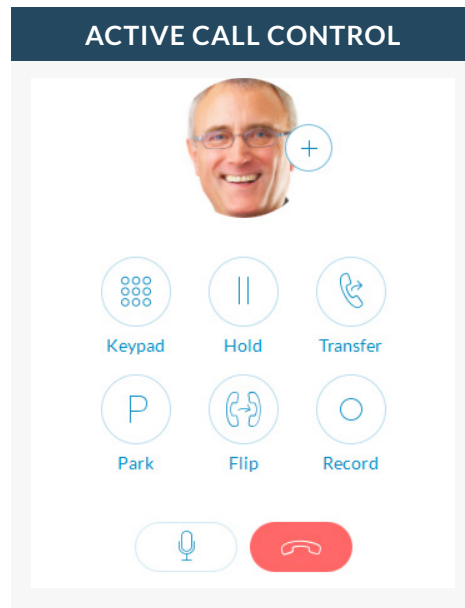 ACTIVE CALL CONTROL
Keypad Hold Transfer
P
Park Flip Record